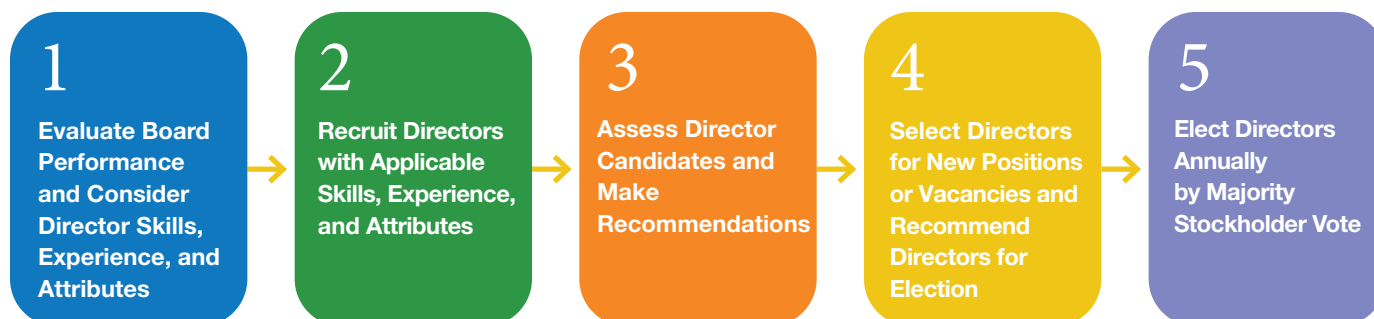 1
Evaluate Board
Performance
and Consider
Director Skills,
Experience, and
Attributes
2
Recruit Directors
with Applicable
Skills, Experience,
and Attributes
3
Assess Director
Candidates and
Make
Recommendations
4
Select Directors
for New Positions
or Vacancies and
Recommend
Directors for
Election
5
Elect Directors
Annually
by Majority
Stockholder Vote